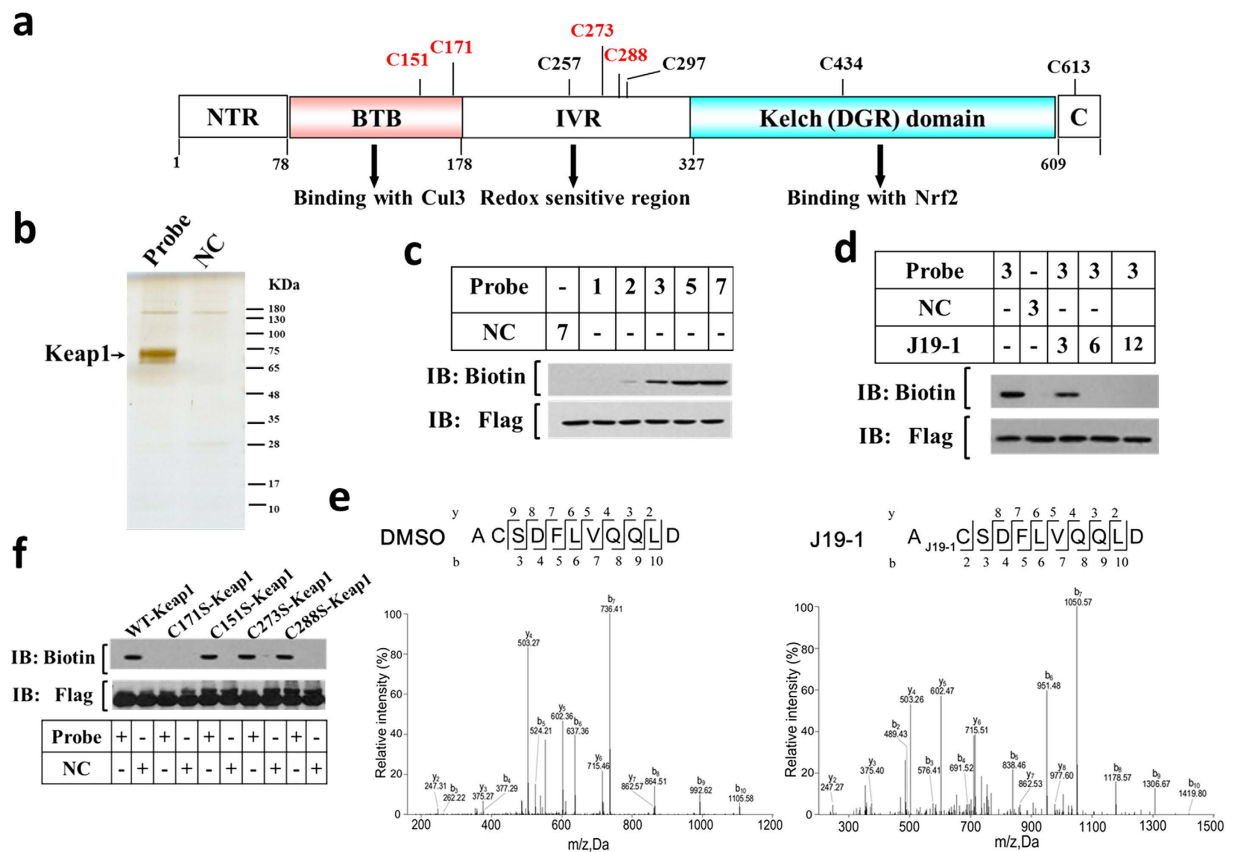 a
C273
C171
C151
C288
C257
C297
C434
C613
NTR
BTB
IVR
Kelch (DGR) domain
C
1
78
178
327
609
Binding with Cul3
Redox sensitive region
Binding with Nrf2
b
Probe
NC
KDa
180
130
100
75
65
48
35
28
17
10
Keap1
c
Probe - 1 2 3 5 7
NC 7 - - - - -
IB: Biotin
IB: Flag
d
Probe 3 - 3 3 3
NC - 3 - -
J19-1 - - 3 6 12
IB: Biotin
IB: Flag
e
y
9 8 7 6 5 4 3 2
DMSO
A C S D F L V Q Q L D
b
3 4 5 6 7 8 9 10
Relative intensity (%)
100
80
60
40
20
0
y2
247.31
b3
262.22
y3
375.27
b4
377.29
y4
503.27
b5
524.21
y5
602.36
b6
637.36
y6
715.46
b7
736.41
y7
862.57
b8
864.51
b9
992.62
b10
1105.58
200 400 600 800 1000 1200
m/z,Da
y
8 7 6 5 4 3 2
J19-1
A J19-1 C S D F L V Q Q L D
b
2 3 4 5 6 7 8 9 10
Relative intensity (%)
100
80
60
40
20
0
y2
247.27
y3
375.40
b2
489.43
y4
503.26
b3
576.41
y5
602.47
b4
691.52
y6
715.51
b5
838.46
y7
862.53
b6
951.48
y8
977.60
b7
1050.57
b8
1178.57
b9
1306.67
b10
1419.80
300 500 700 900 1100 1300 1500
m/z,Da
f
WT-Keap1
C171S-Keap1
C151S-Keap1
C273S-Keap1
C288S-Keap1
IB: Biotin
IB: Flag
Probe + - + - + - + - + -
NC - + - + - + - + - +